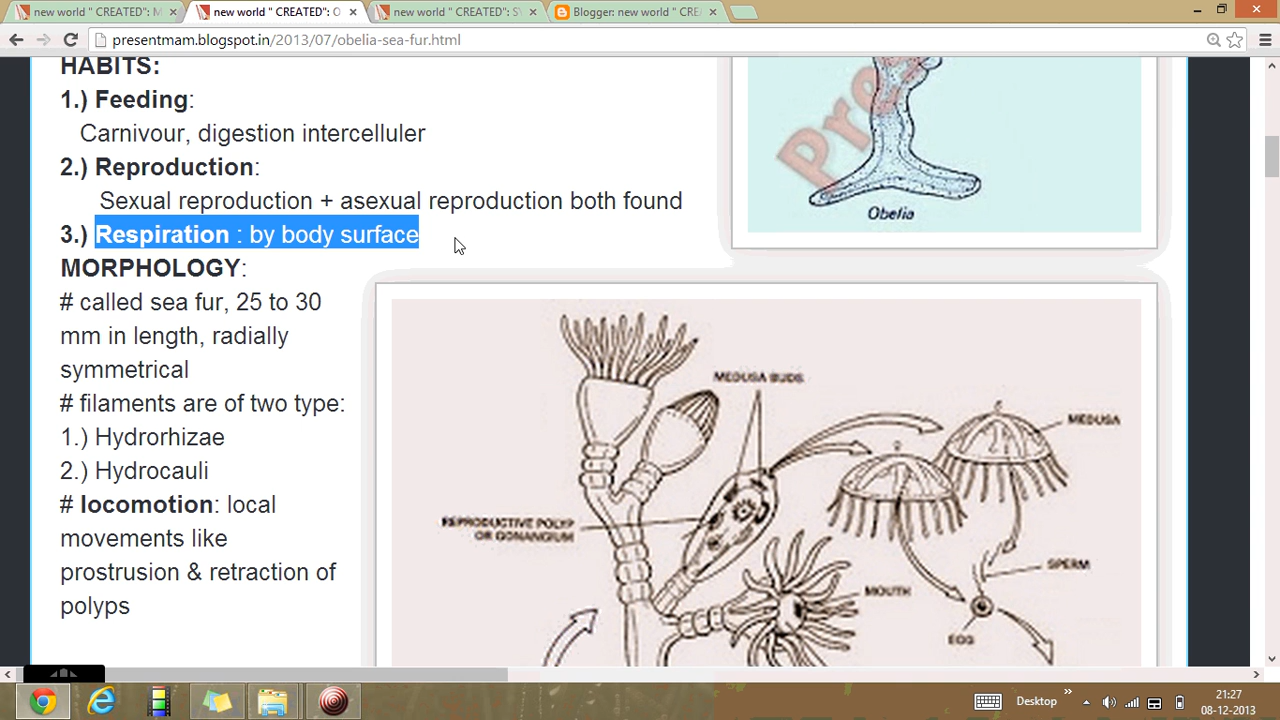 new world " CREATED": M
new world " CREATED": O
new world " CREATED": SY
Blogger: new world " CREA
presentmam.blogspot.in/2013/07/obelia-sea-fur.html
HABITS:
1.) Feeding:
Carnivour, digestion intercelluler
2.) Reproduction:
Sexual reproduction + asexual reproduction both found
3.) Respiration : by body surface
MORPHOLOGY:
# called sea fur, 25 to 30
mm in length, radially
symmetrical
# filaments are of two type:
1.) Hydrorhizae
2.) Hydrocauli
# locomotion: local
movements like
prostrusion & retraction of
polyps
Pre
Obelia
MEDUSA BUDS
MEDUSA
REPRODUCTIVE POLYP
OR GONANGIUM
SPERM
MOUTH
EGG
Desktop
21:27
08-12-2013